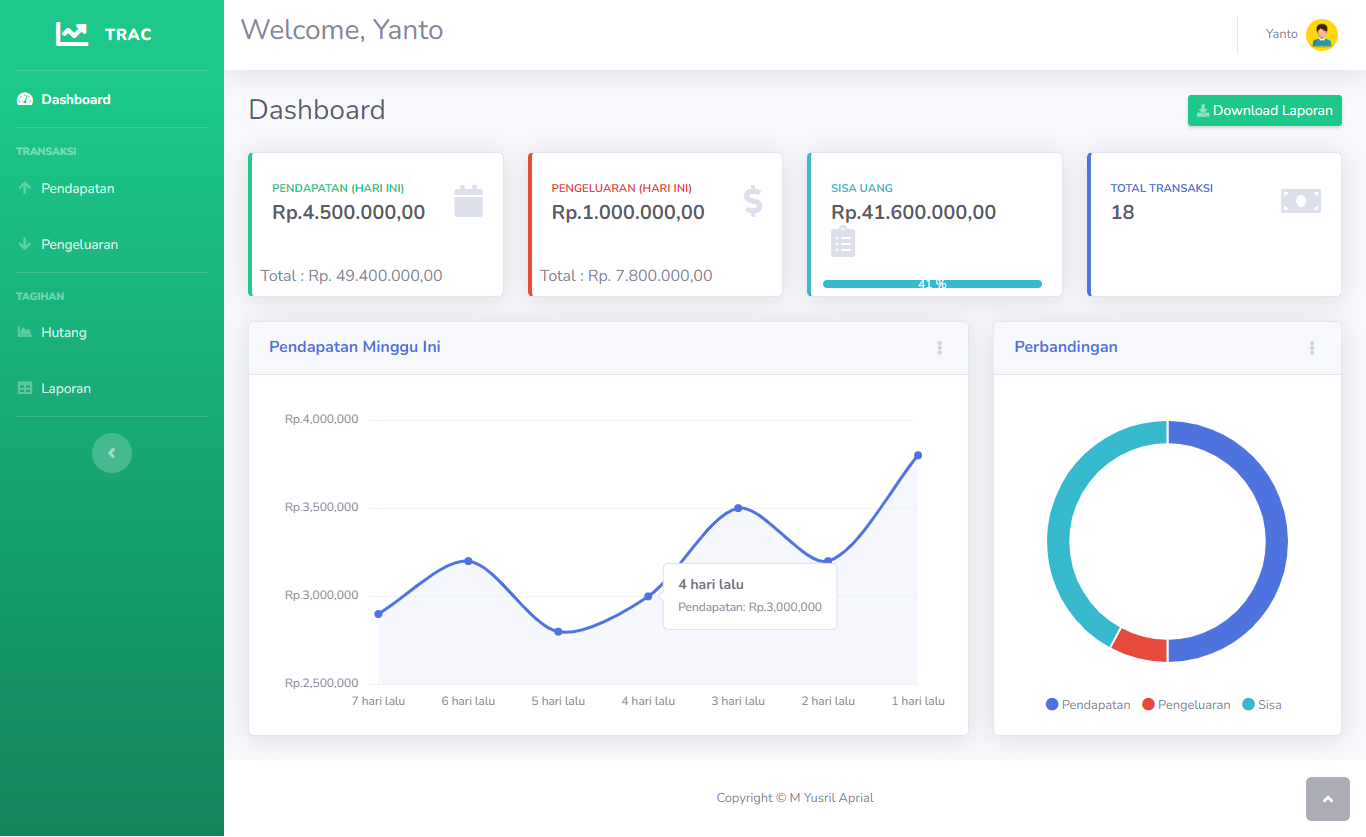 TRAC
Dashboard
TRANSAKSI
Pendapatan
Pengeluaran
TAGIHAN
Hutang
Laporan
Welcome, Yanto
Yanto
Dashboard
Download Laporan
PENDAPATAN (HARI INI)
Rp.4.500.000,00
Total : Rp. 49.400.000,00
PENGELUARAN (HARI INI)
Rp.1.000.000,00
Total : Rp. 7.800.000,00
SISA UANG
Rp.41.600.000,00
41 %
TOTAL TRANSAKSI
18
Pendapatan Minggu Ini
Rp.4,000,000
Rp.3,500,000
Rp.3,000,000
Rp.2,500,000
4 hari lalu
Pendapatan: Rp.3,000,000
7 hari lalu 6 hari lalu 5 hari lalu 4 hari lalu 3 hari lalu 2 hari lalu 1 hari lalu
Perbandingan
Pendapatan Pengeluaran Sisa
Copyright © M Yusril Aprial